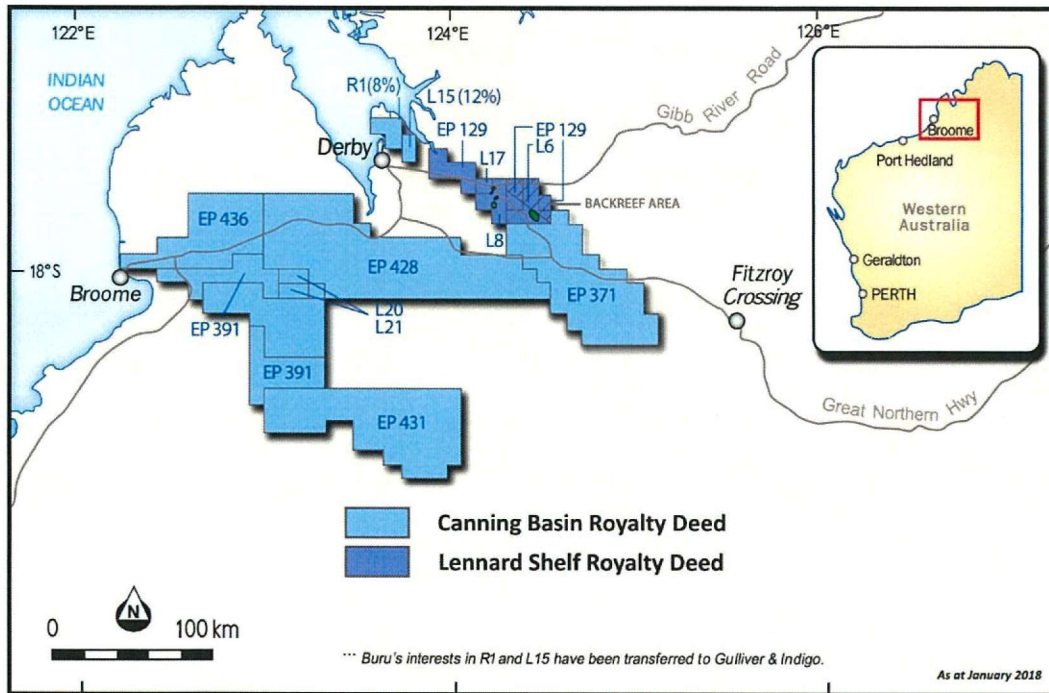 122°E
124°E
126°E
INDIAN
OCEAN
R1(8%)
L15 (12%)
Gibb River Road
EP 129
EP 129
L6
Derby
L17
BACKREEF AREA
EP 436
L8
18°S
EP 428
Broome
EP 371
Fitzroy
Crossing
EP 391
L20
L21
EP 391
EP 431
Great Northern Hwy
Broome
Port Hedland
Western
Australia
Geraldton
PERTH
Canning Basin Royalty Deed
Lennard Shelf Royalty Deed
N
0 100 km
... Buru's interests in R1 and L15 have been transferred to Gulliver & Indigo.
As at January 2018